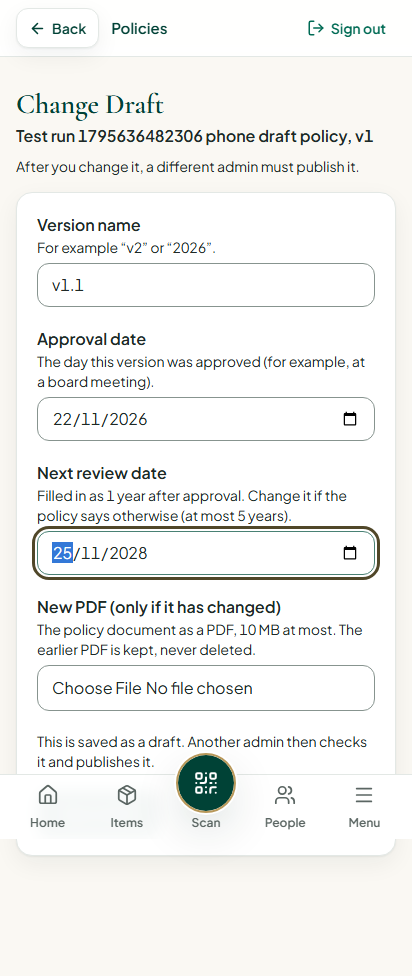 Back
Policies
Sign out
Change Draft
Test run 1795636482306 phone draft policy, v1
After you change it, a different admin must publish it.
Version name
For example “v2” or “2026”.
v1.1
Approval date
The day this version was approved (for example, at
a board meeting).
22/11/2026
Next review date
Filled in as 1 year after approval. Change it if the
policy says otherwise (at most 5 years).
25/11/2028
New PDF (only if it has changed)
The policy document as a PDF, 10 MB at most. The
earlier PDF is kept, never deleted.
Choose File No file chosen
This is saved as a draft. Another admin then checks
it and publishes it.
Home
Items
Scan
People
Menu